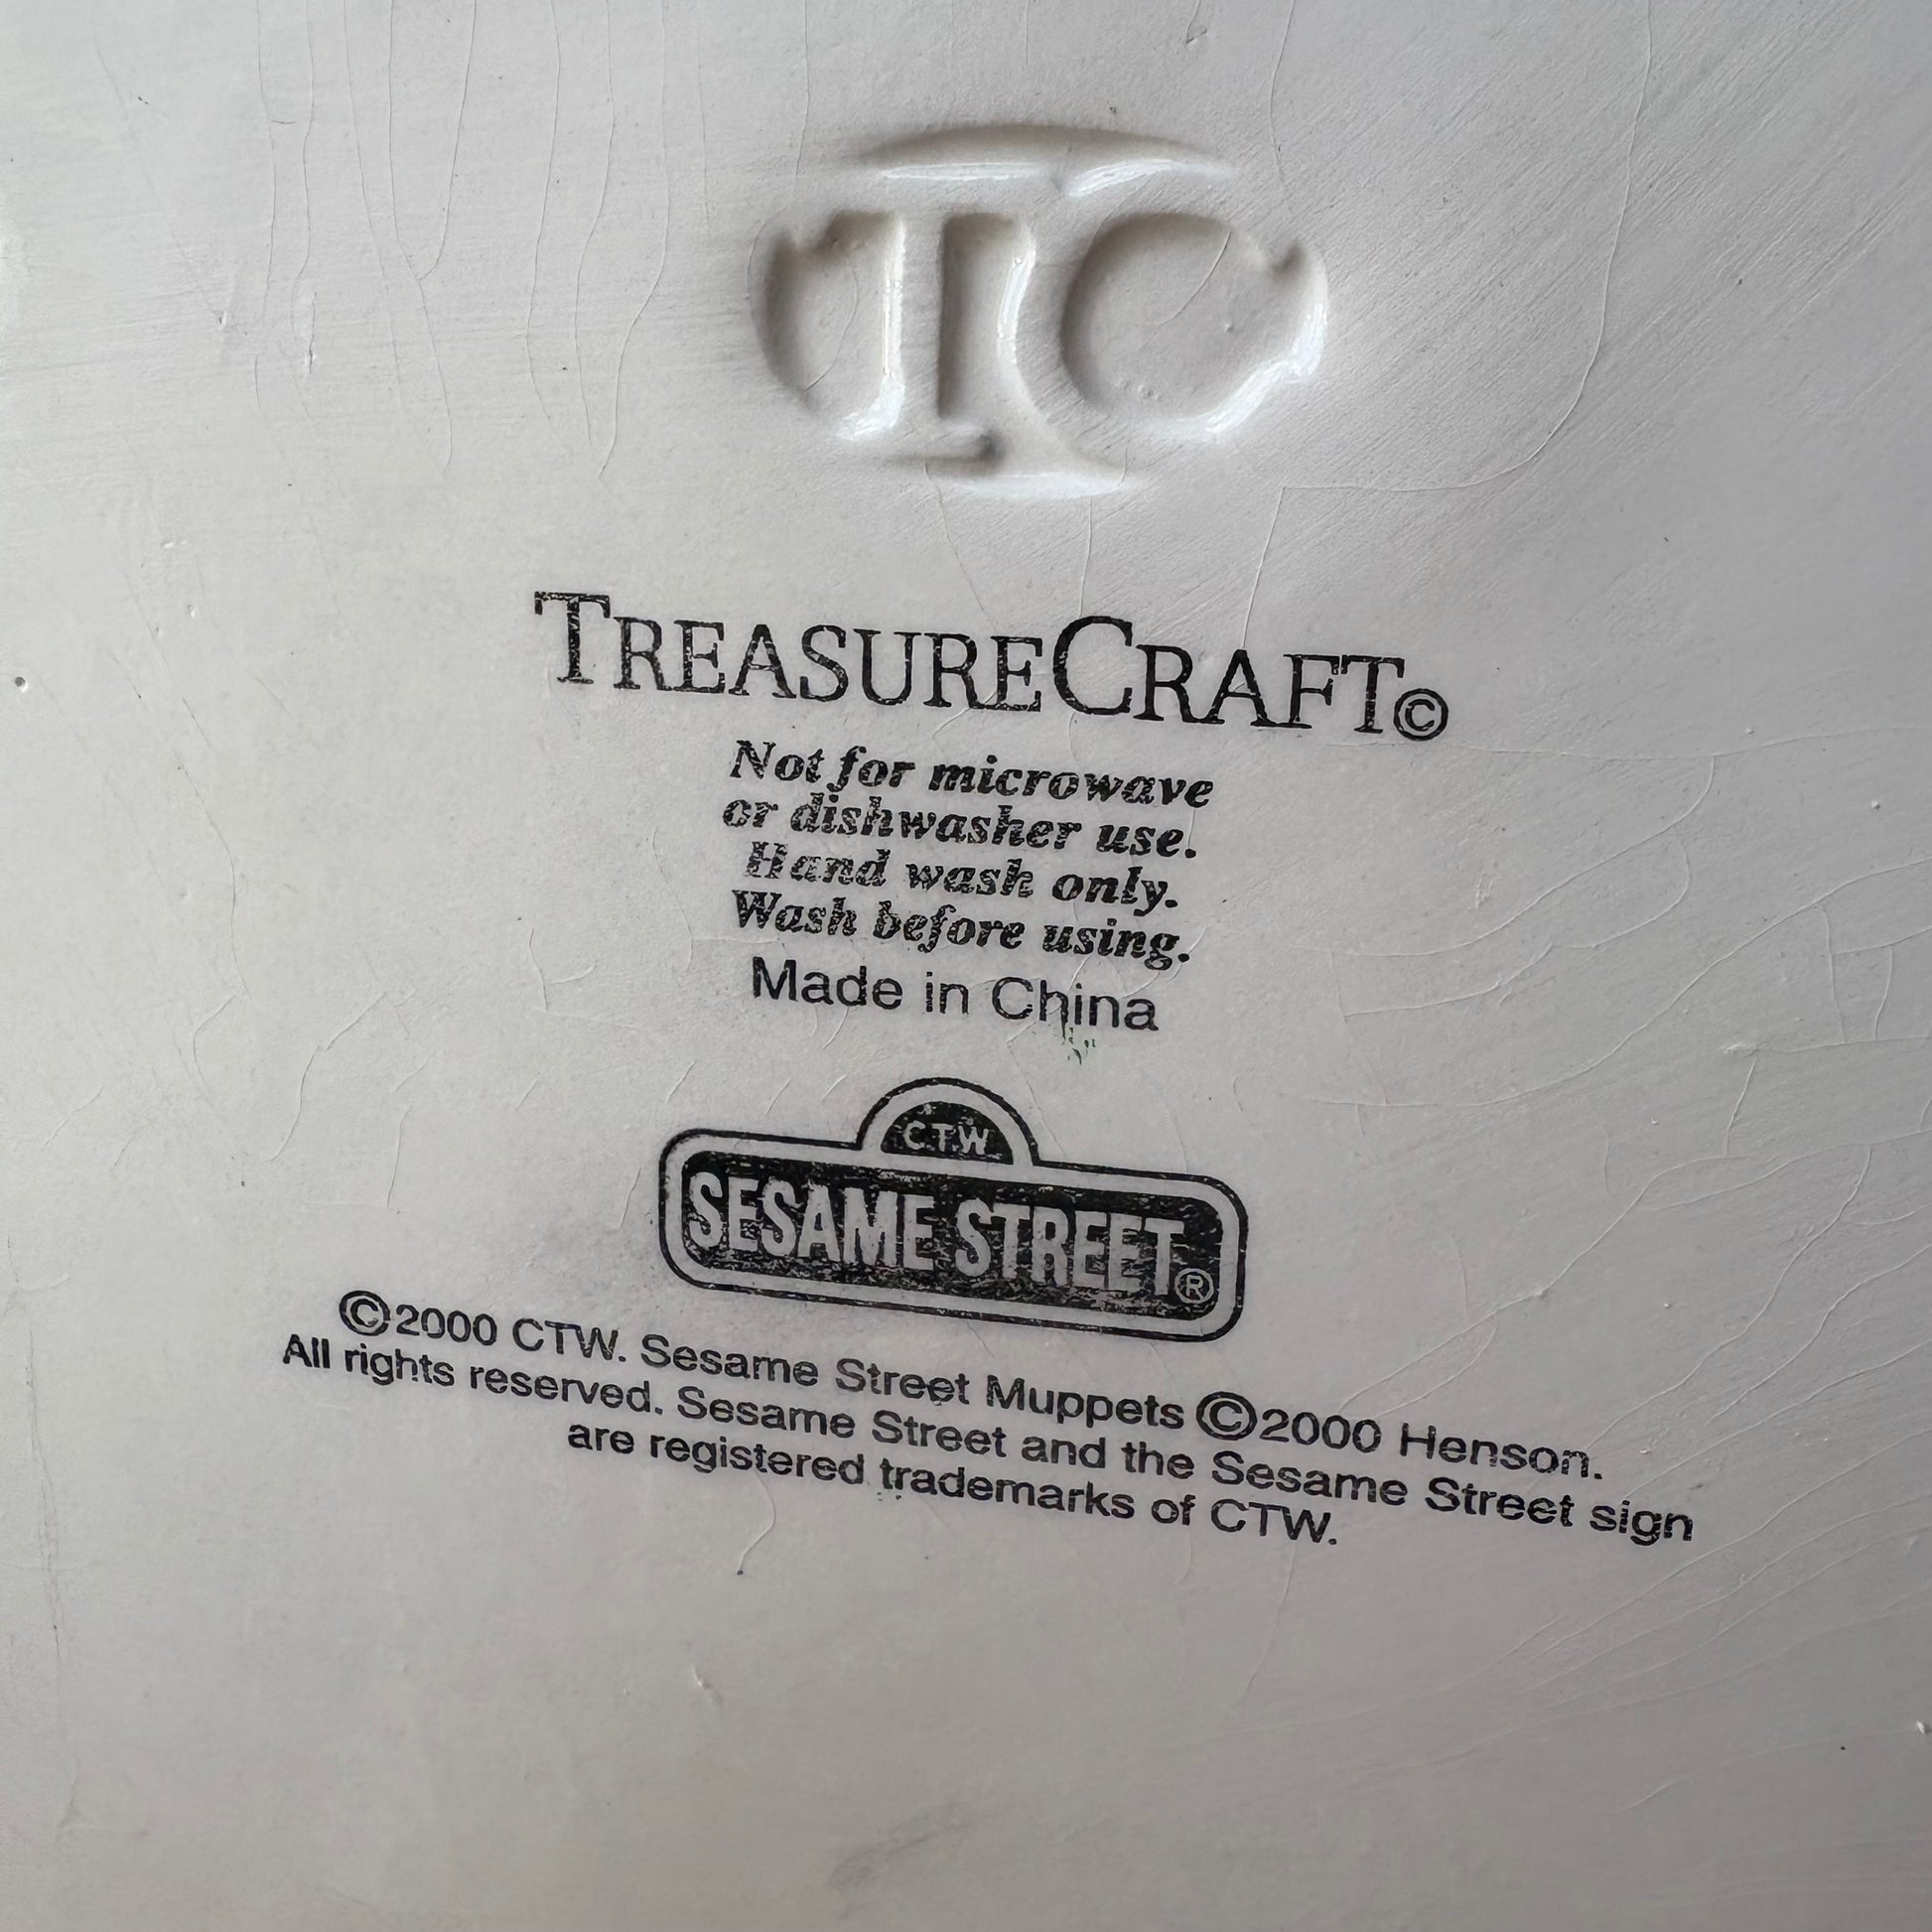 TC
TREASURECRAFT©
Not for microwave
or dishwasher use.
Hand wash only.
Wash before using.
Made in China
CTW
SESAME STREET®
©2000 CTW. Sesame Street Muppets ©2000 Henson.
All rights reserved. Sesame Street and the Sesame Street sign
are registered trademarks of CTW.